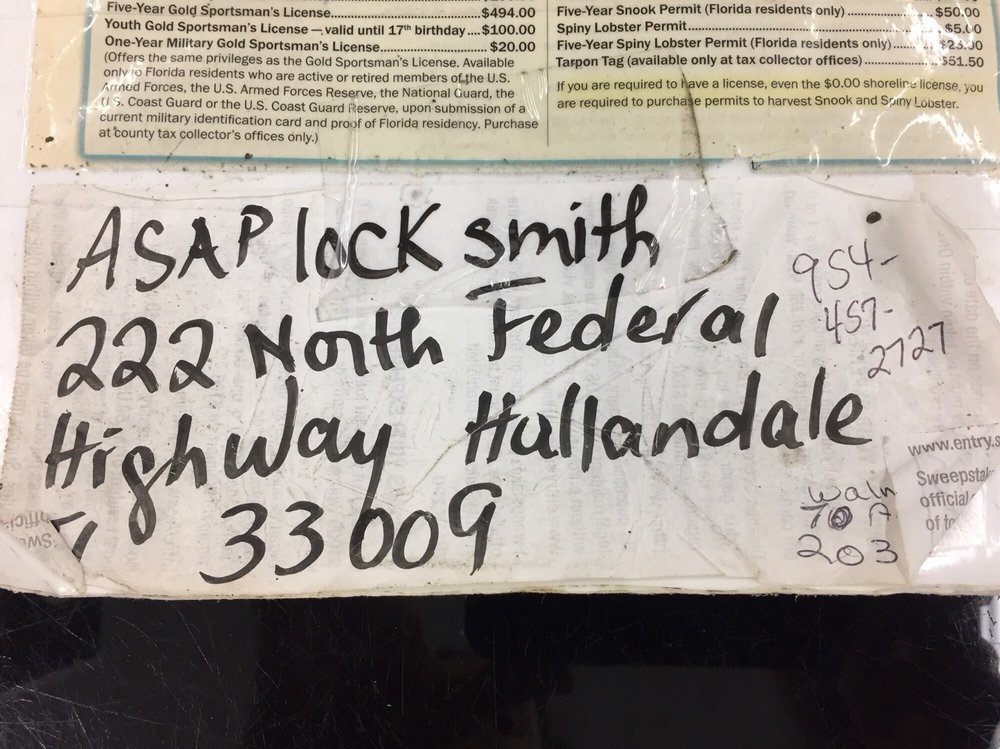 Five-Year Gold Sportsman's License........$494.00
Youth Gold Sportsman's License — valid until 17th birthday....$100.00
One-Year Military Gold Sportsman's License........$20.00
(Offers the same privileges as the Gold Sportsman's License. Available
only to Florida residents who are active or retired members of the U.S.
Armed Forces, the U.S. Armed Forces Reserve, the National Guard, the
U.S. Coast Guard or the U.S. Coast Guard Reserve, upon submission of a
current military identification card and proof of Florida residency. Purchase
at county tax collector's offices only.)
Five-Year Snook Permit (Florida residents only)........$50.00
Spiny Lobster Permit........$5.00
Five-Year Spiny Lobster Permit (Florida residents only)........
Tarpon Tag (available only at tax collector offices)........$51.50
If you are required to have a license, even the $0.00 shoreline license, you
are required to purchase permits to harvest Snook and Spiny Lobster.
ASAP lock smith
222 North Federal
Highway Hallandale
33009
954-
457-
2727
203
www.entry.s
Sweepstak
official
of